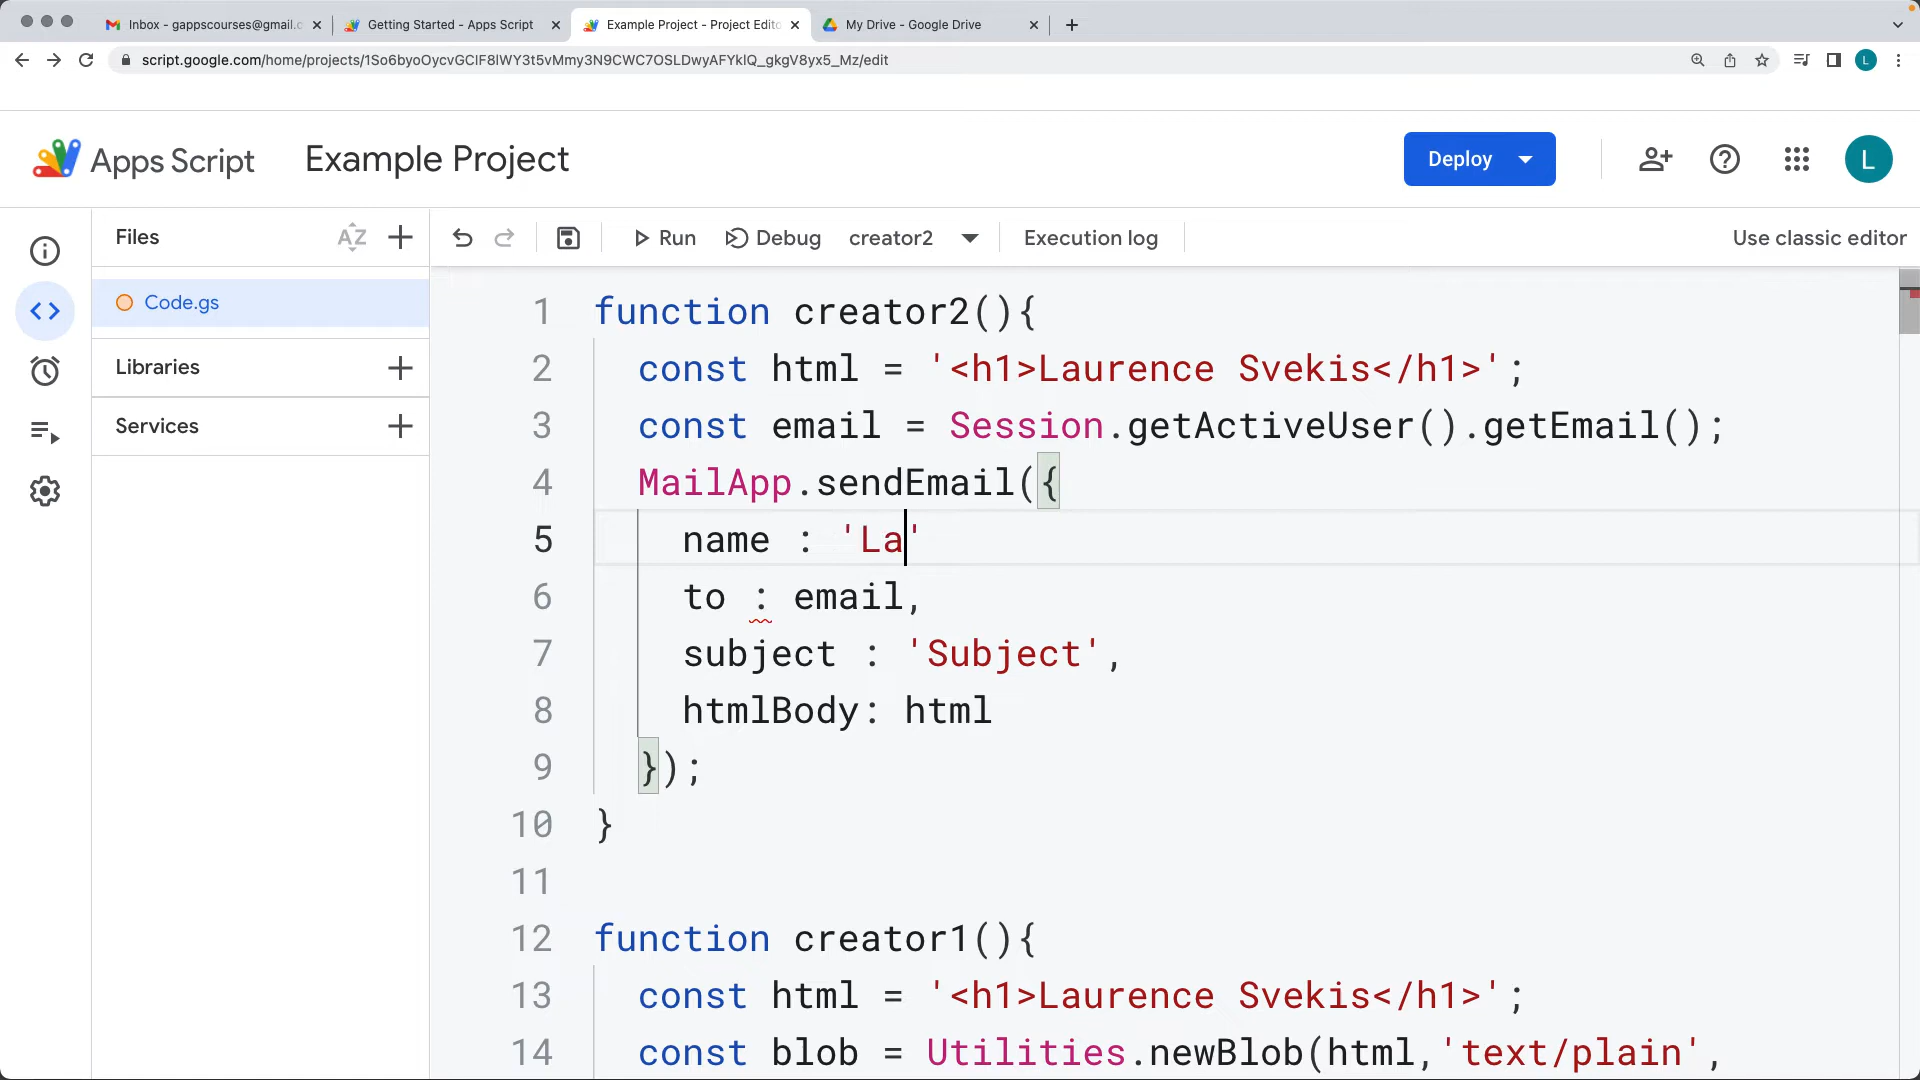 Inbox - gappscourses@gmail.c
Getting Started - Apps Script
Example Project - Project Edito
My Drive - Google Drive
script.google.com/home/projects/1So6byoOycvGCIF8lWY3t5vMmy3N9CWC7OSLDwyAFYklQ_gkgV8yx5_Mz/edit
L
Apps Script
Example Project
Deploy
L
Files
AZ
Run
Debug
creator2
Execution log
Use classic editor
Code.gs
Libraries
Services
1 function creator2(){
2 const html = '<h1>Laurence Svekis</h1>';
3 const email = Session.getActiveUser().getEmail();
4 MailApp.sendEmail({
5 name : 'La'
6 to : email,
7 subject : 'Subject',
8 htmlBody: html
9 });
10 }
11
12 function creator1(){
13 const html = '<h1>Laurence Svekis</h1>';
14 const blob = Utilities.newBlob(html,'text/plain',